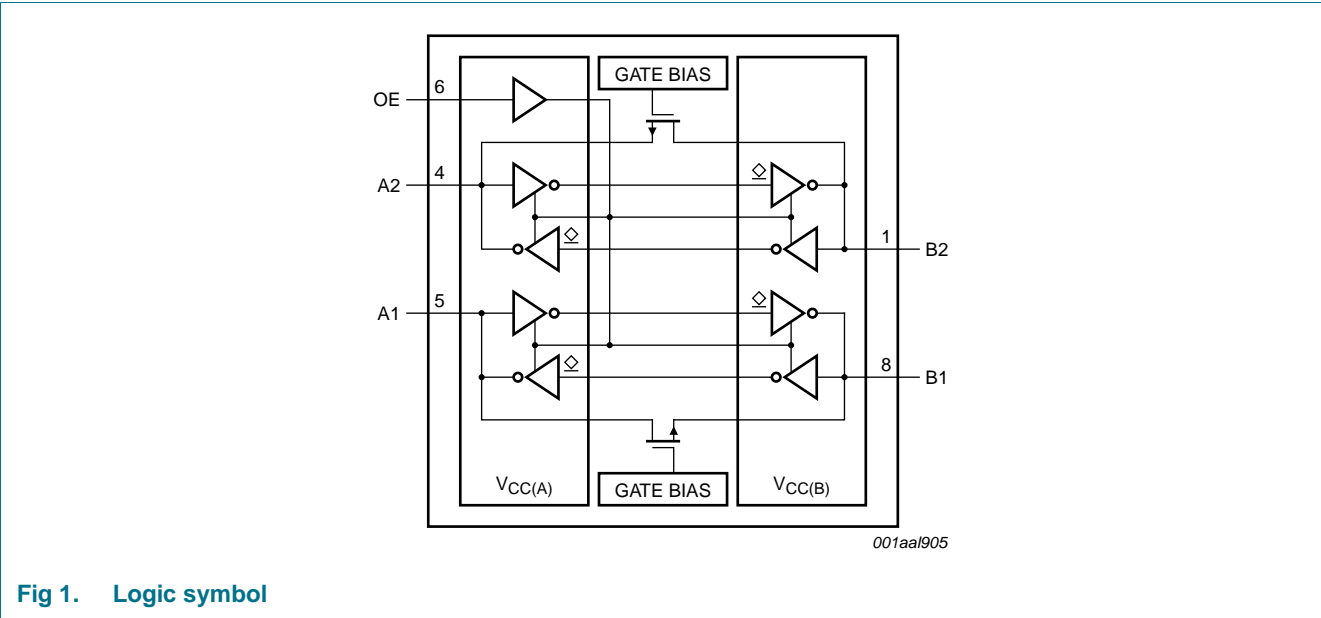 GATE BIAS
OE 6
A2 4
1 B2
A1 5
8 B1
VCC(A)
GATE BIAS
VCC(B)
001aal905
Fig 1. Logic symbol